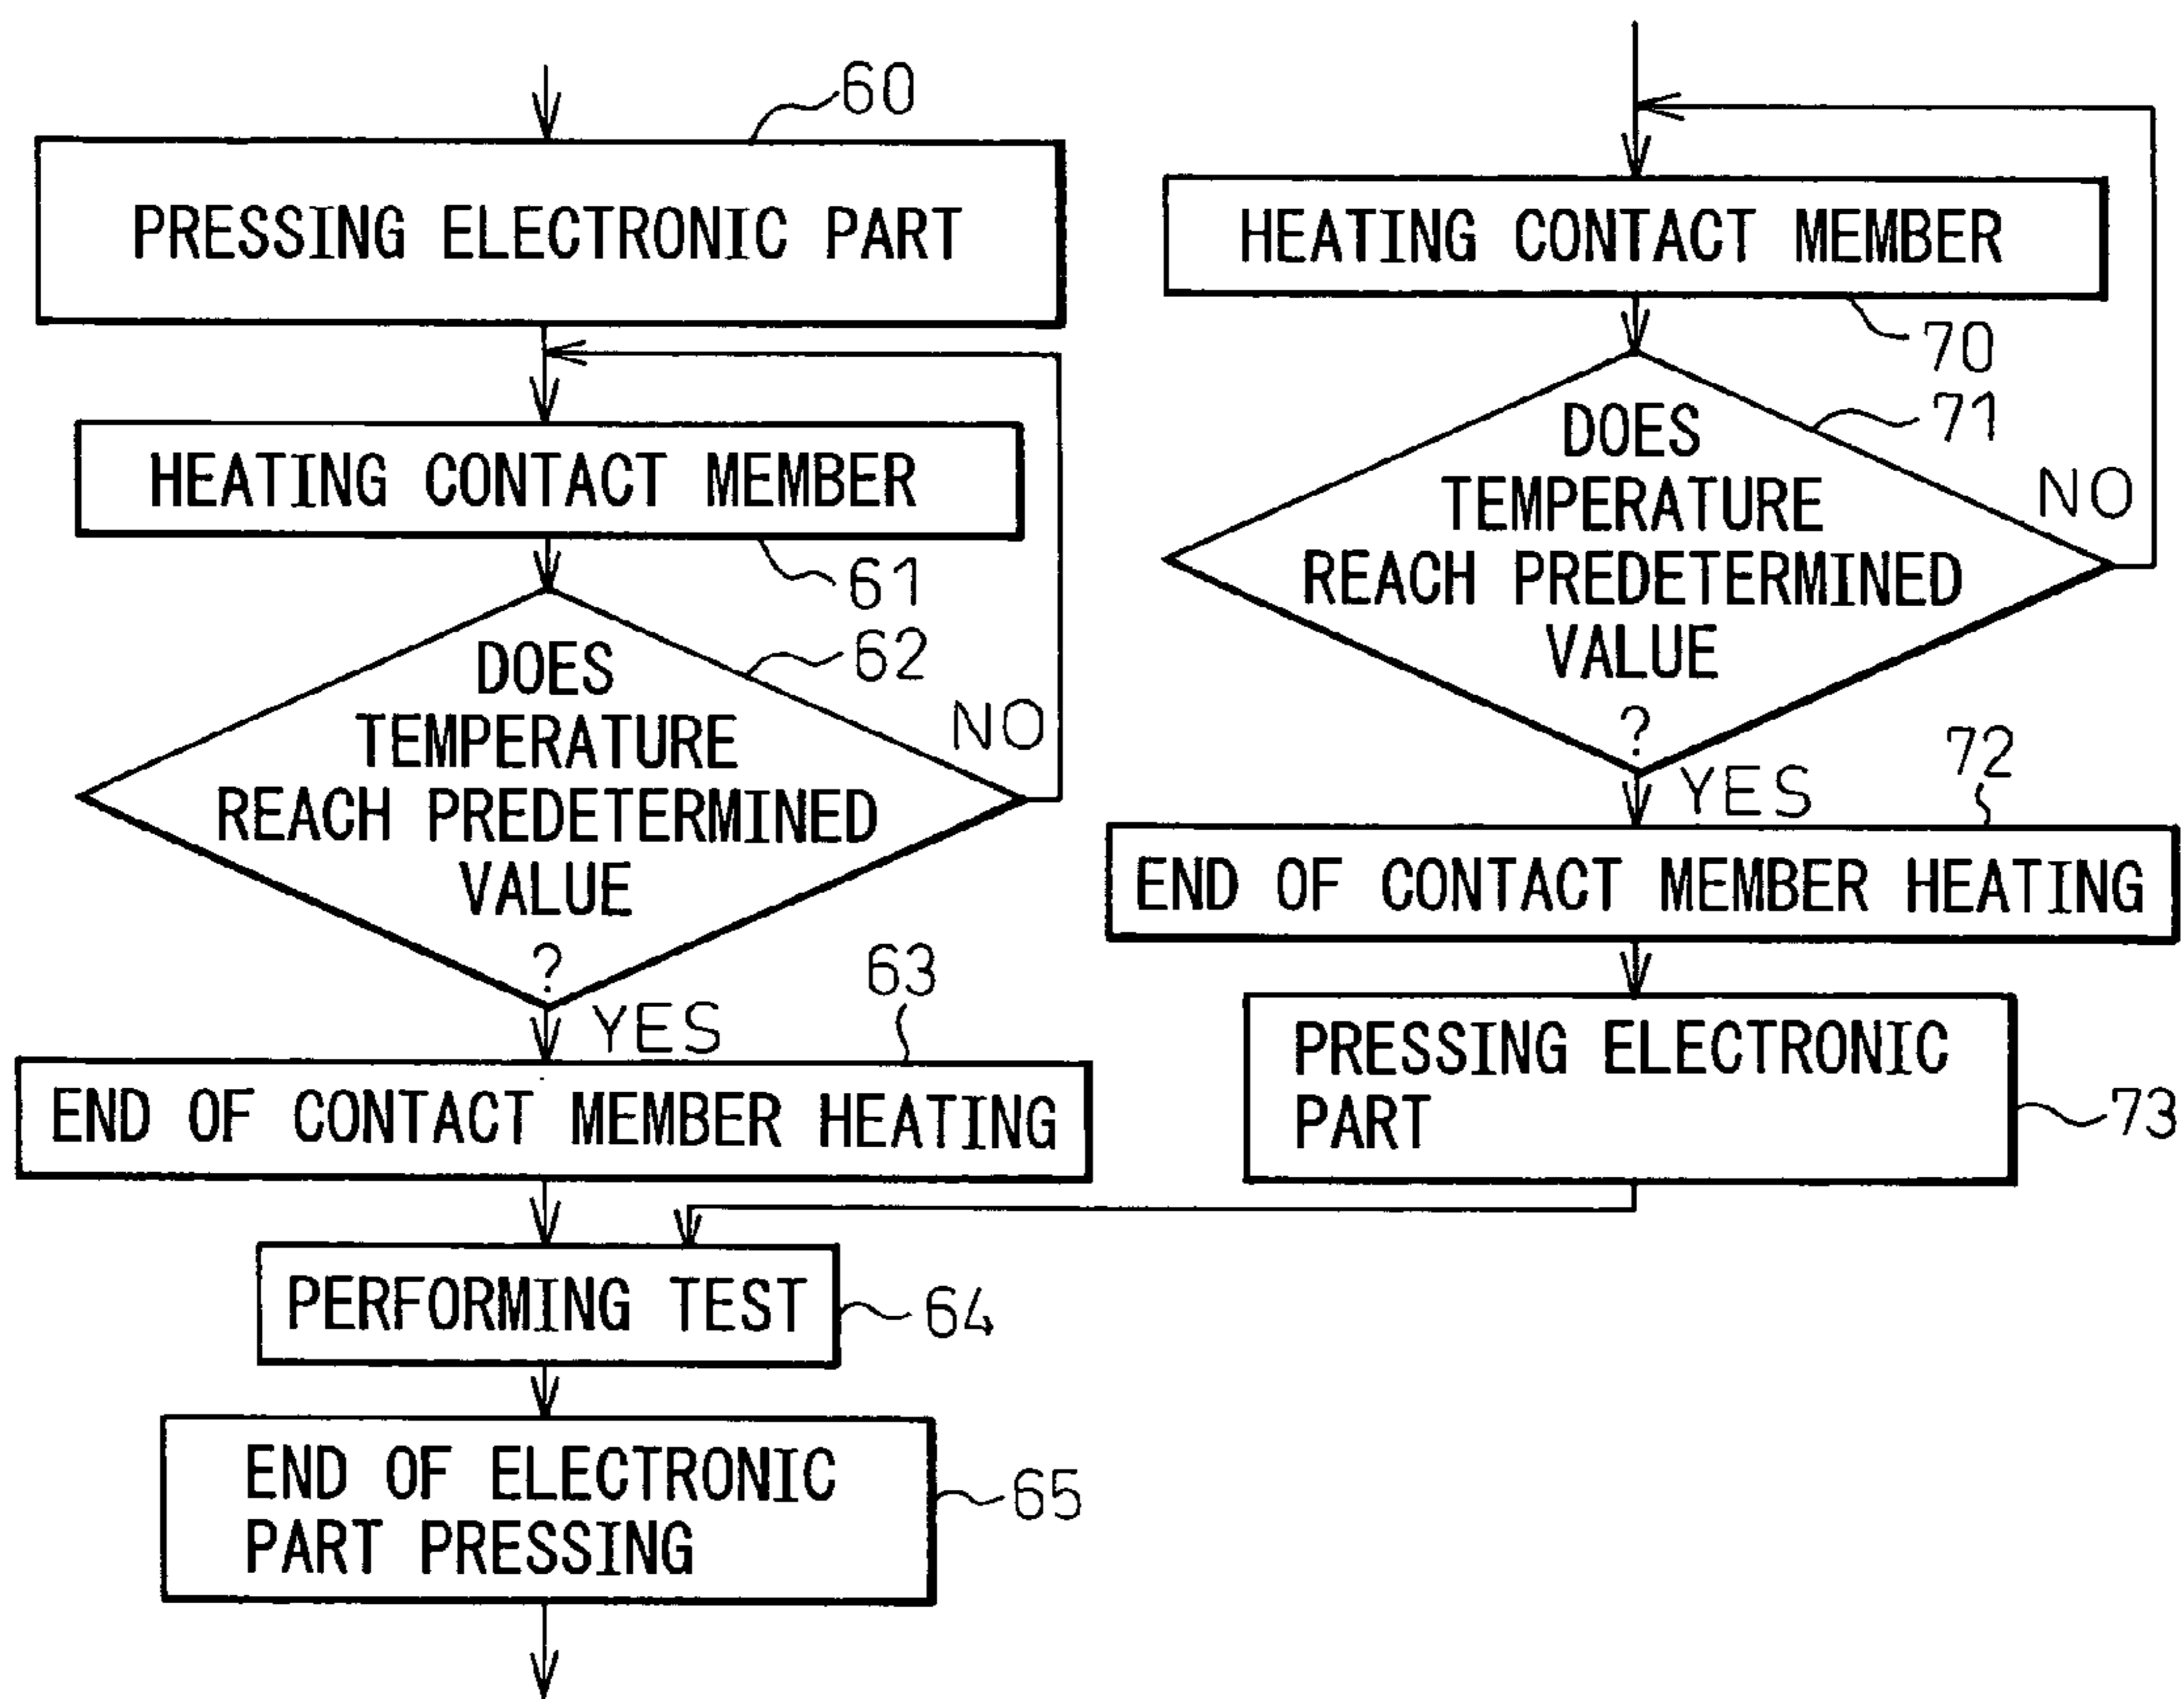 60
PRESSING ELECTRONIC PART
HEATING CONTACT MEMBER
61
62
DOES
TEMPERATURE
REACH PREDETERMINED
VALUE
?
NO
YES
63
END OF CONTACT MEMBER HEATING
PERFORMING TEST
64
END OF ELECTRONIC
PART PRESSING
65
HEATING CONTACT MEMBER
70
71
DOES
TEMPERATURE
REACH PREDETERMINED
VALUE
?
NO
YES
72
END OF CONTACT MEMBER HEATING
PRESSING ELECTRONIC
PART
73